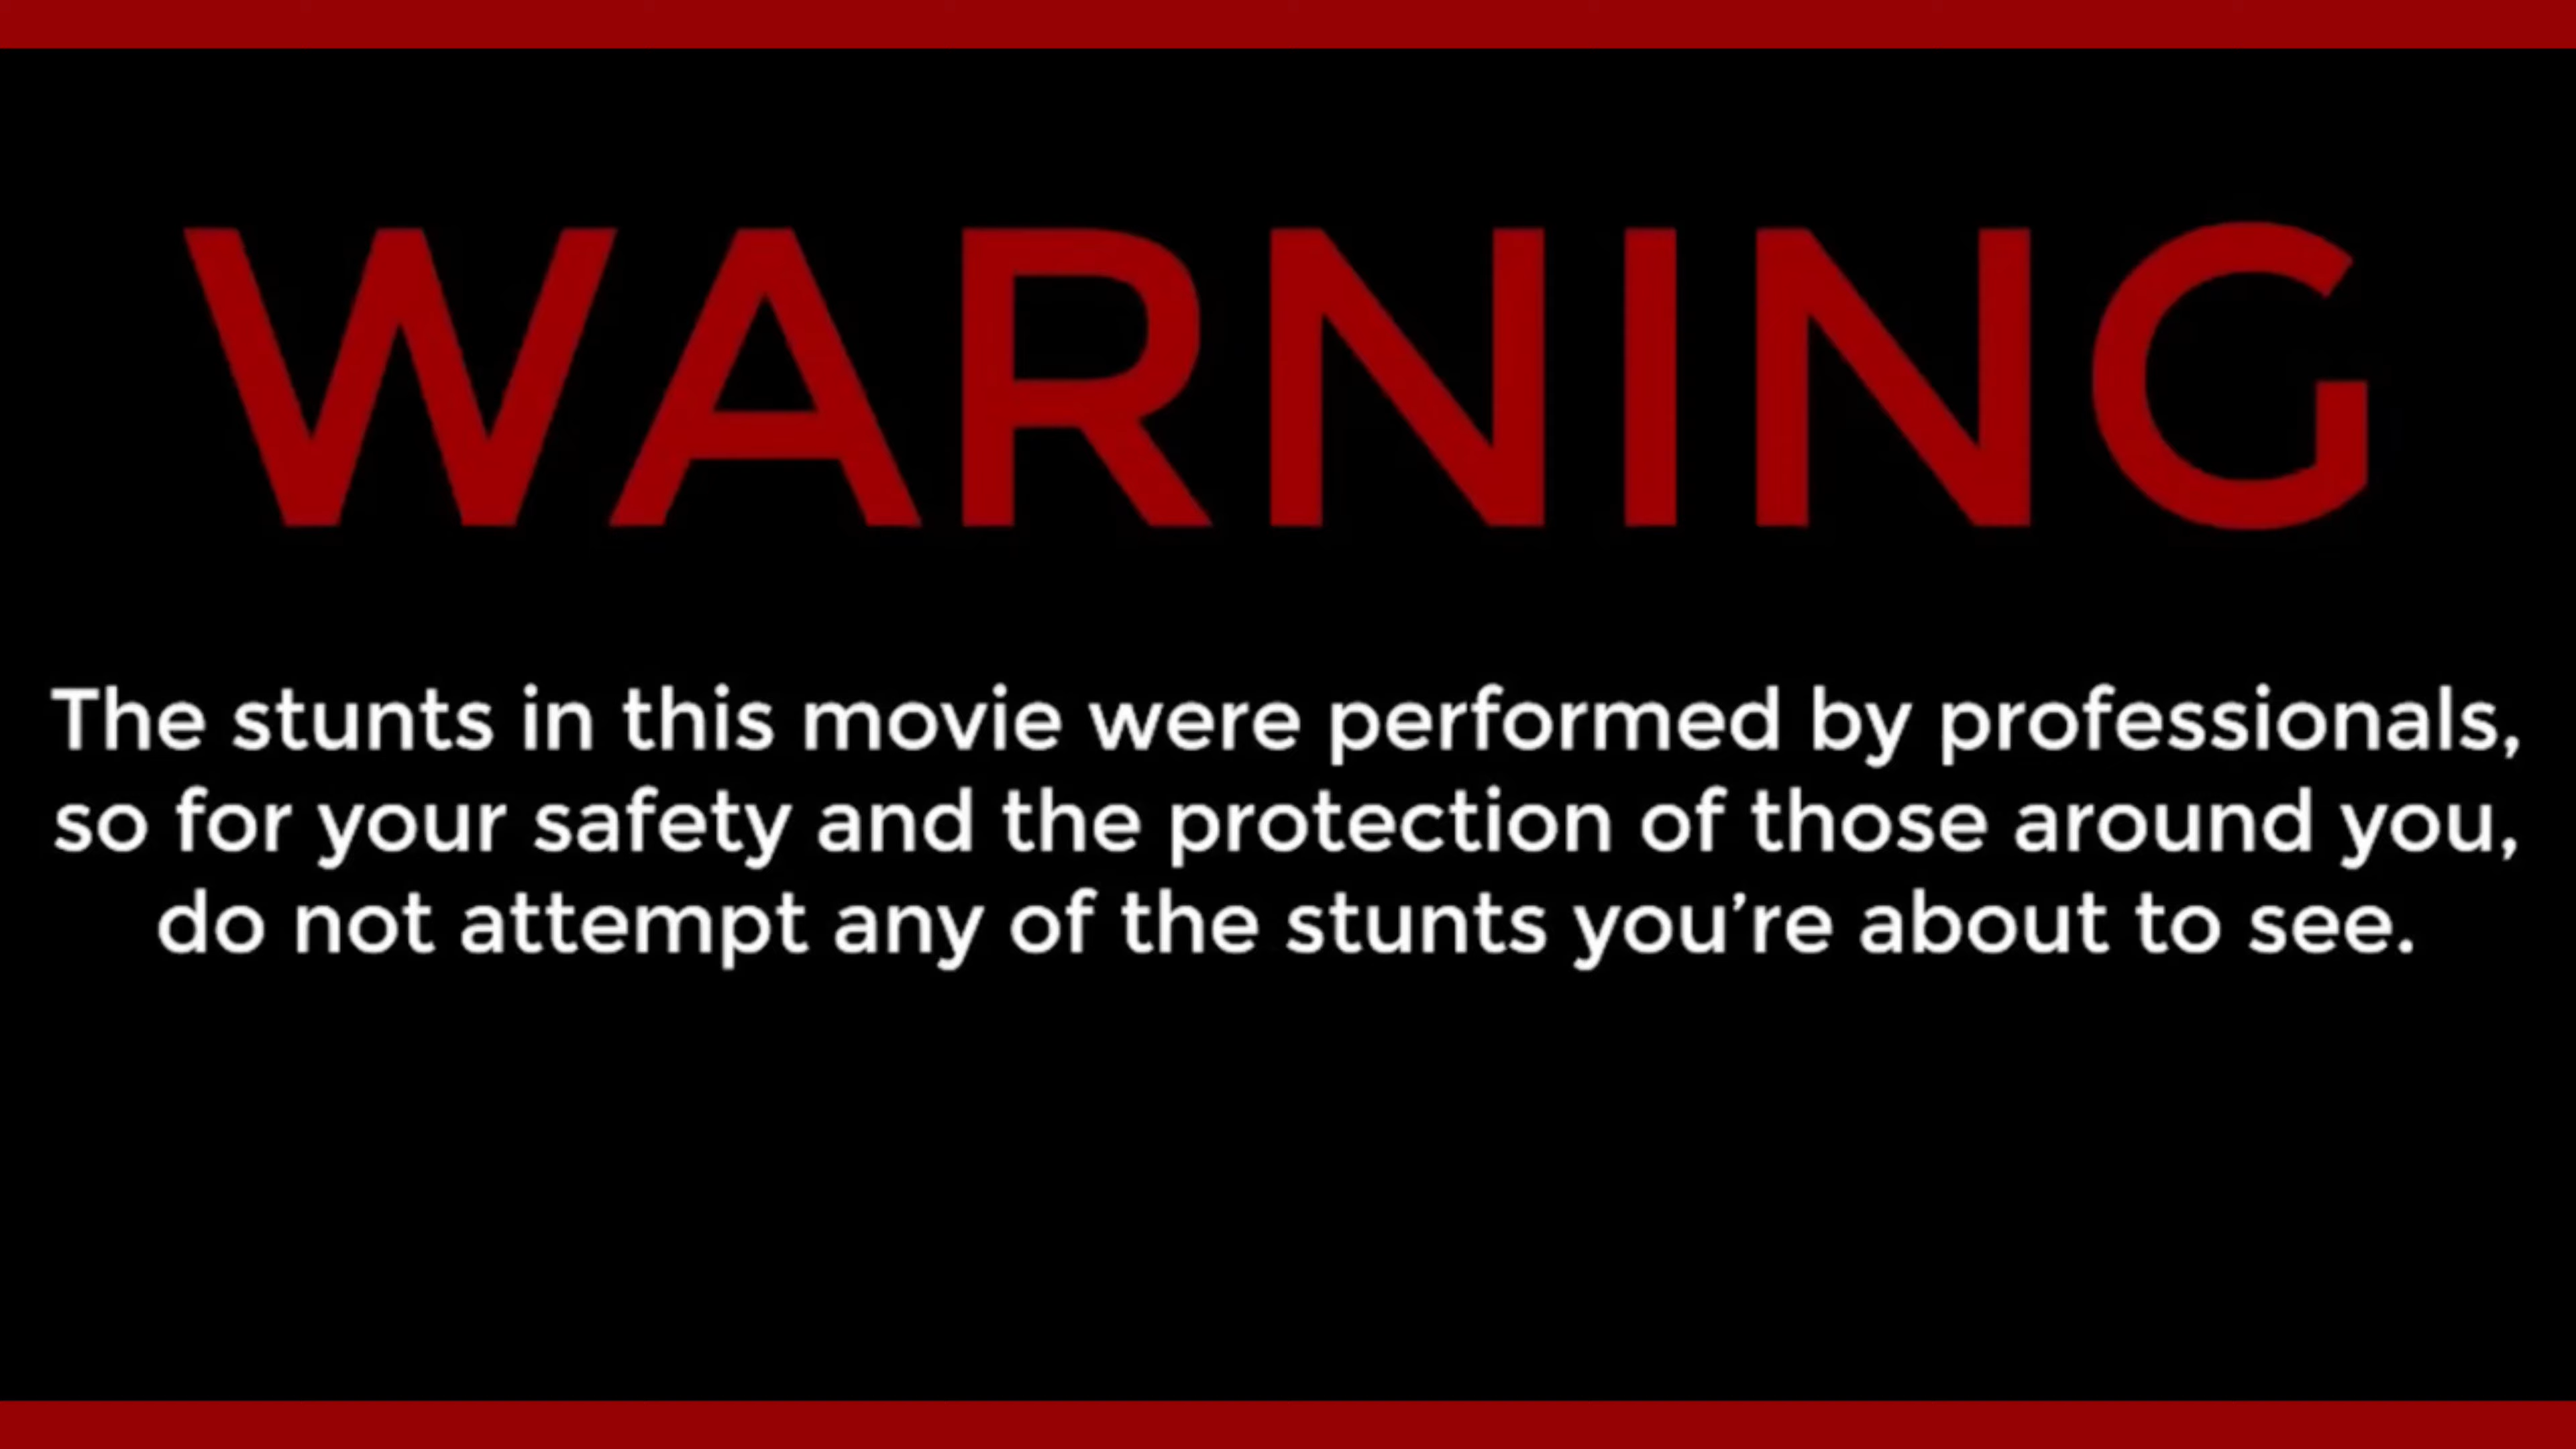 WARNING
The stunts in this movie were performed by professionals,
so for your safety and the protection of those around you,
do not attempt any of the stunts you’re about to see.